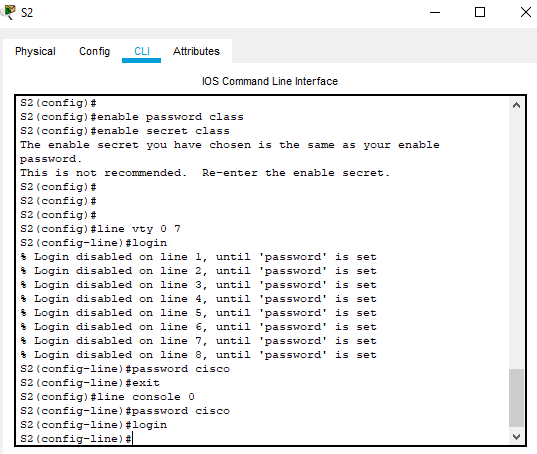 S2
Physical Config CLI Attributes
IOS Command Line Interface
S2(config)#
S2(config)#enable password class
S2(config)#enable secret class
The enable secret you have chosen is the same as your enable
password.
This is not recommended.  Re-enter the enable secret.
S2(config)#
S2(config)#
S2(config)#
S2(config)#line vty 0 7
S2(config-line)#login
% Login disabled on line 1, until 'password' is set
% Login disabled on line 2, until 'password' is set
% Login disabled on line 3, until 'password' is set
% Login disabled on line 4, until 'password' is set
% Login disabled on line 5, until 'password' is set
% Login disabled on line 6, until 'password' is set
% Login disabled on line 7, until 'password' is set
% Login disabled on line 8, until 'password' is set
S2(config-line)#password cisco
S2(config-line)#exit
S2(config)#line console 0
S2(config-line)#password cisco
S2(config-line)#login
S2(config-line)#